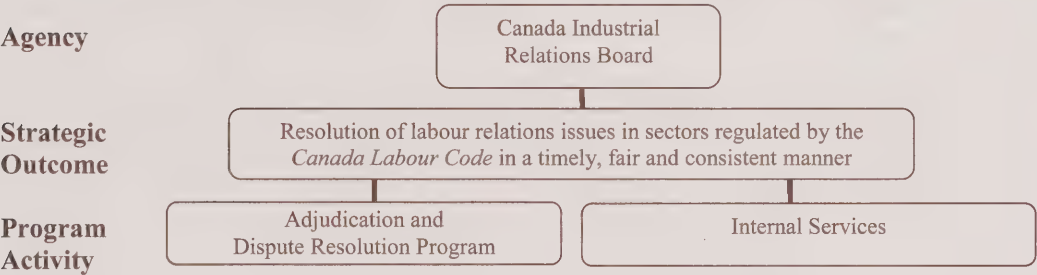 Agency
Canada Industrial
Relations Board
Strategic
Outcome
Resolution of labour relations issues in sectors regulated by the
Canada Labour Code in a timely, fair and consistent manner
Program
Activity
Adjudication and
Dispute Resolution Program
Internal Services